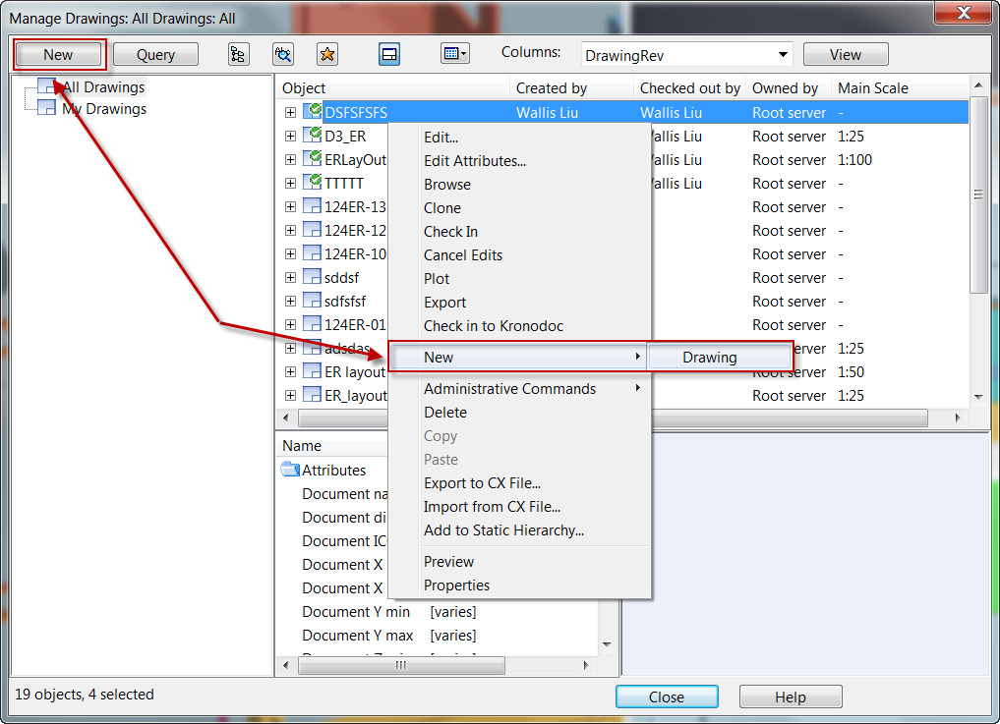 Manage Drawings: All Drawings: All
New Query Columns: DrawingRev View
All Drawings
My Drawings
Object Created by Checked out by Owned by Main Scale
DSFSFSFS Wallis Liu Wallis Liu Root server -
D3_ER Wallis Liu Root server 1:25
ERLayOut Wallis Liu Root server 1:100
TTTTT Wallis Liu Root server -
124ER-13 Root server -
124ER-12 Root server -
124ER-10 Root server -
sddsf Root server -
sdfsfsf Root server -
124ER-01 Root server -
adsdas server 1:25
ER layout Root server 1:50
ER_layout Root server 1:25
Edit...
Edit Attributes...
Browse
Clone
Check In
Cancel Edits
Plot
Export
Check in to Kronodoc
New Drawing
Administrative Commands
Delete
Copy
Paste
Export to CX File...
Import from CX File...
Add to Static Hierarchy...
Preview
Properties
Name
Attributes
Document na
Document di
Document IC
Document X
Document X
Document Y min [varies]
Document Y max [varies]
19 objects, 4 selected
Close Help